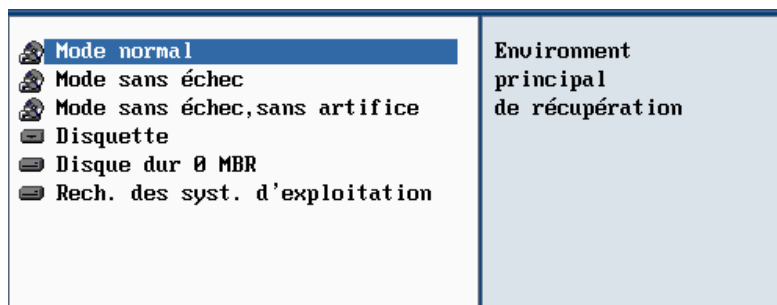 Mode normal
Mode sans échec
Mode sans échec,sans artifice
Disquette
Disque dur 0 MBR
Rech. des syst. d'exploitation
Environment
principal
de récupération